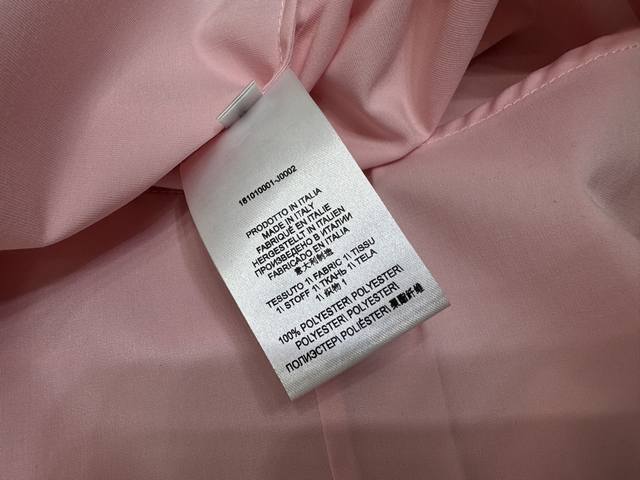 161010001-J0002
PRODOTTO IN ITALIA
MADE IN ITALY
FABRIQUÉ EN ITALIE
HERGESTELLT IN ITALIEN
ПРОИЗВЕДЕНО В ИТАЛИИ
FABRICADO EN ITALIA
意大利制造
TESSUTO 1\ FABRIC 1\ TISSU
1\ STOFF 1\ ТКАНЬ 1\ TELA
1\ 织物 1
100% POLYESTER\ POLYESTER\
POLYESTER\ POLYESTER\
ПОЛИЭСТЕР\ POLIÉSTER\ 聚酯纤维